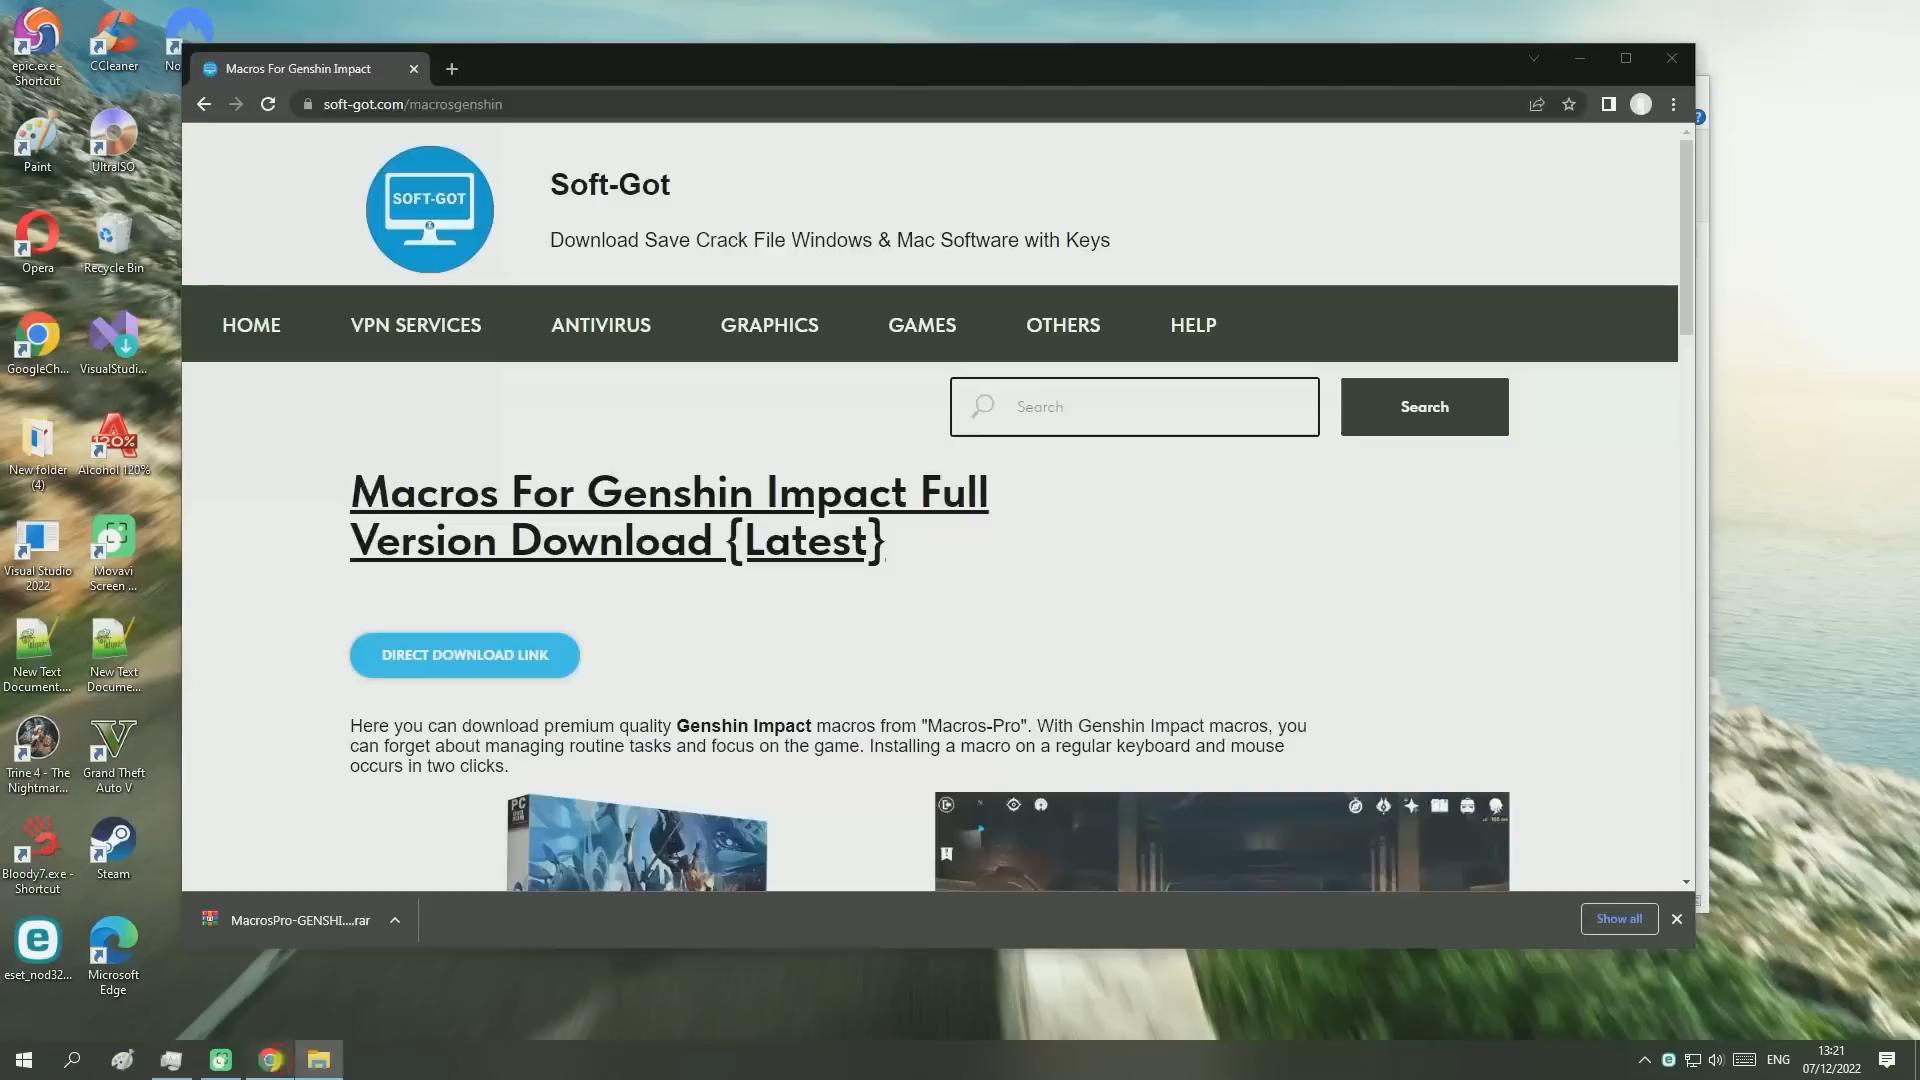 epic.exe -
Shortcut
CCleaner
No
Paint
UltraISO
Opera
Recycle Bin
GoogleCh...
VisualStudi...
New folder
(4)
Alcohol 120%
120%
Visual Studio
2022
Movavi
Screen ...
New Text
Document....
New Text
Docume...
Trine 4 - The
Nightmar...
Grand Theft
Auto V
Bloody7.exe -
Shortcut
Steam
eset_nod32...
Microsoft
Edge
Macros For Genshin Impact
soft-got.com/macrosgenshin
SOFT-GOT
Soft-Got
Download Save Crack File Windows & Mac Software with Keys
HOME VPN SERVICES ANTIVIRUS GRAPHICS GAMES OTHERS HELP
Search Search
Macros For Genshin Impact Full
Version Download {Latest}
DIRECT DOWNLOAD LINK
Here you can download premium quality Genshin Impact macros from "Macros-Pro". With Genshin Impact macros, you
can forget about managing routine tasks and focus on the game. Installing a macro on a regular keyboard and mouse
occurs in two clicks.
PC
MacrosPro-GENSHI....rar
Show all
ENG
13:21
07/12/2022